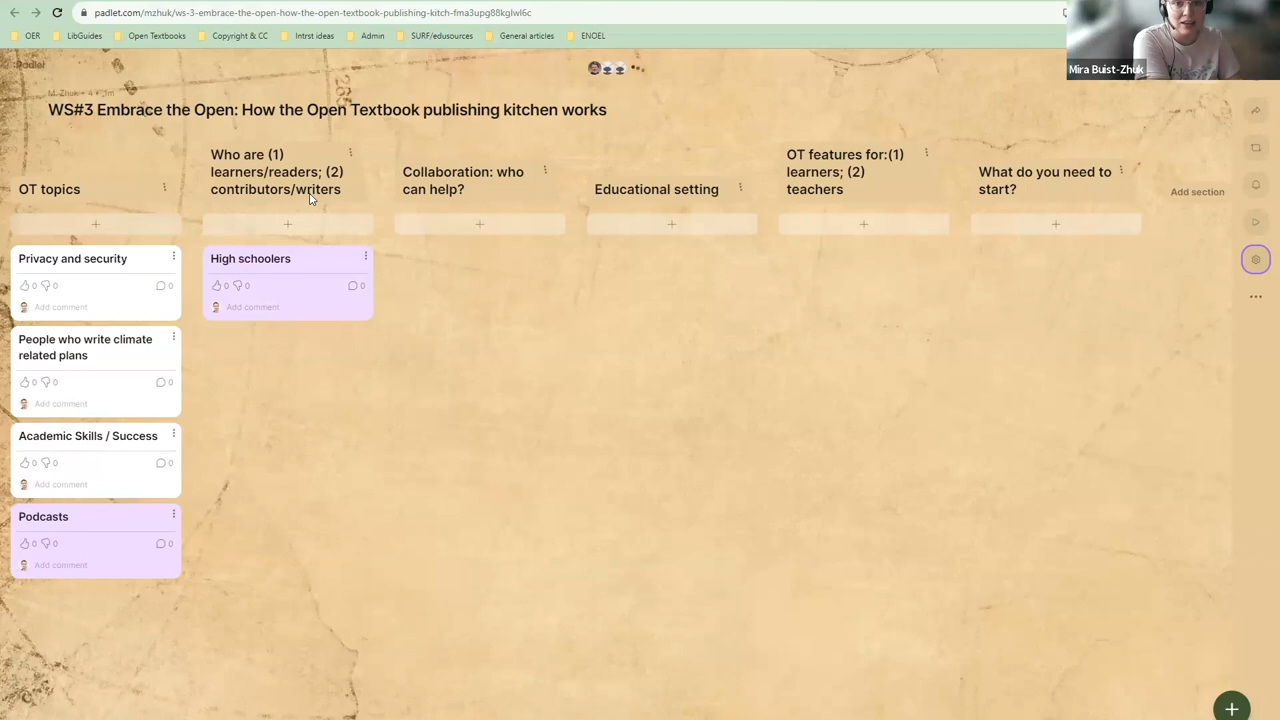 padlet.com/mzhuk/ws-3-embrace-the-open-how-the-open-textbook-publishing-kitch-fma3upg88kglwl6c
OER
LibGuides
Open Textbooks
Copyright & CC
Intrst ideas
Admin
SURF/edusources
General articles
ENOEL
Mira Buist-Zhuk
Padlet
M. Zhuk • 4 • 1m
WS#3 Embrace the Open: How the Open Textbook publishing kitchen works
OT topics
Privacy and security
0 0 0
Add comment
People who write climate
related plans
0 0 0
Add comment
Academic Skills / Success
0 0 0
Add comment
Podcasts
0 0 0
Add comment
Who are (1)
learners/readers; (2)
contributors/writers
High schoolers
0 0 0
Add comment
Collaboration: who
can help?
Educational setting
OT features for:(1)
learners; (2)
teachers
What do you need to
start?
Add section